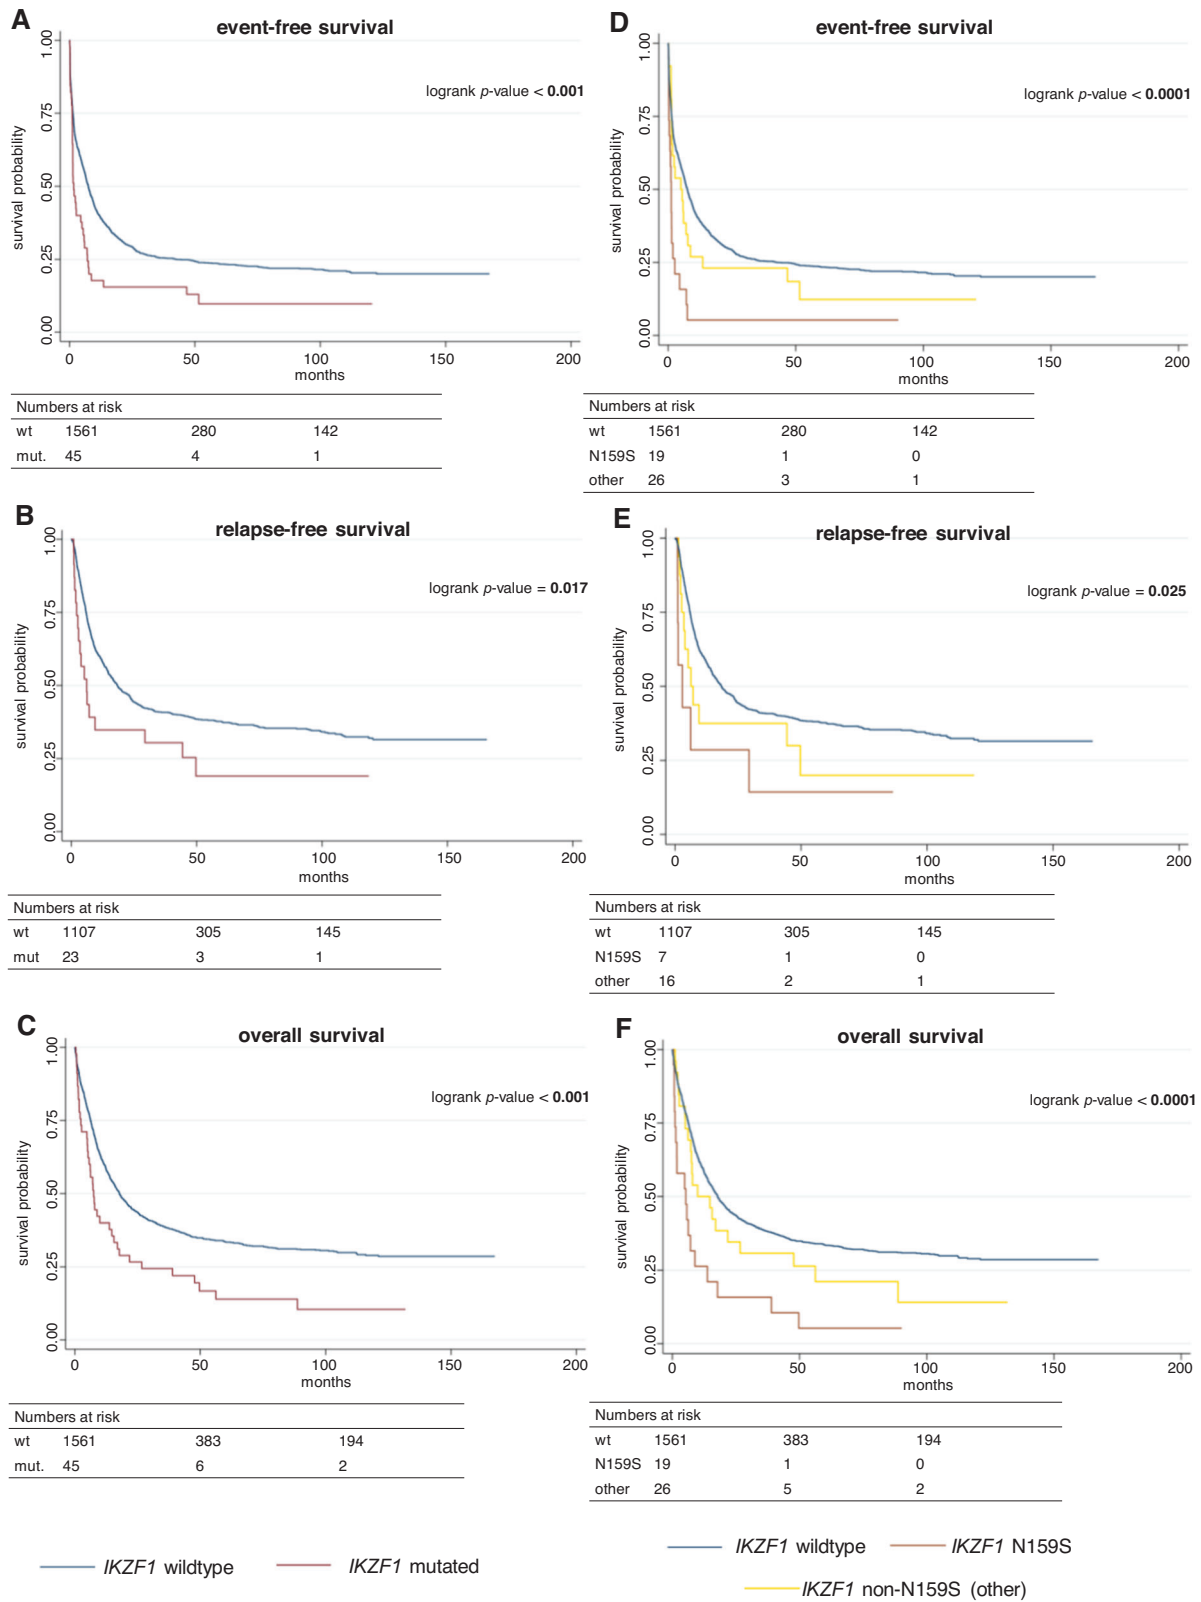 A
event-free survival
logrank p-value < 0.001
survival probability
1.00
0.75
0.50
0.25
0.00
0 50 100 150 200
months
Numbers at risk
wt 1561 280 142
mut. 45 4 1
B
relapse-free survival
logrank p-value = 0.017
survival probability
1.00
0.75
0.50
0.25
0.00
0 50 100 150 200
months
Numbers at risk
wt 1107 305 145
mut 23 3 1
C
overall survival
logrank p-value < 0.001
survival probability
1.00
0.75
0.50
0.25
0.00
0 50 100 150 200
months
Numbers at risk
wt 1561 383 194
mut. 45 6 2
IKZF1 wildtype IKZF1 mutated
D
event-free survival
logrank p-value < 0.0001
survival probability
1.00
0.75
0.50
0.25
0.00
0 50 100 150 200
months
Numbers at risk
wt 1561 280 142
N159S 19 1 0
other 26 3 1
E
relapse-free survival
logrank p-value = 0.025
survival probability
1.00
0.75
0.50
0.25
0.00
0 50 100 150 200
months
Numbers at risk
wt 1107 305 145
N159S 7 1 0
other 16 2 1
F
overall survival
logrank p-value < 0.0001
survival probability
1.00
0.75
0.50
0.25
0.00
0 50 100 150 200
months
Numbers at risk
wt 1561 383 194
N159S 19 1 0
other 26 5 2
IKZF1 wildtype IKZF1 N159S
IKZF1 non-N159S (other)